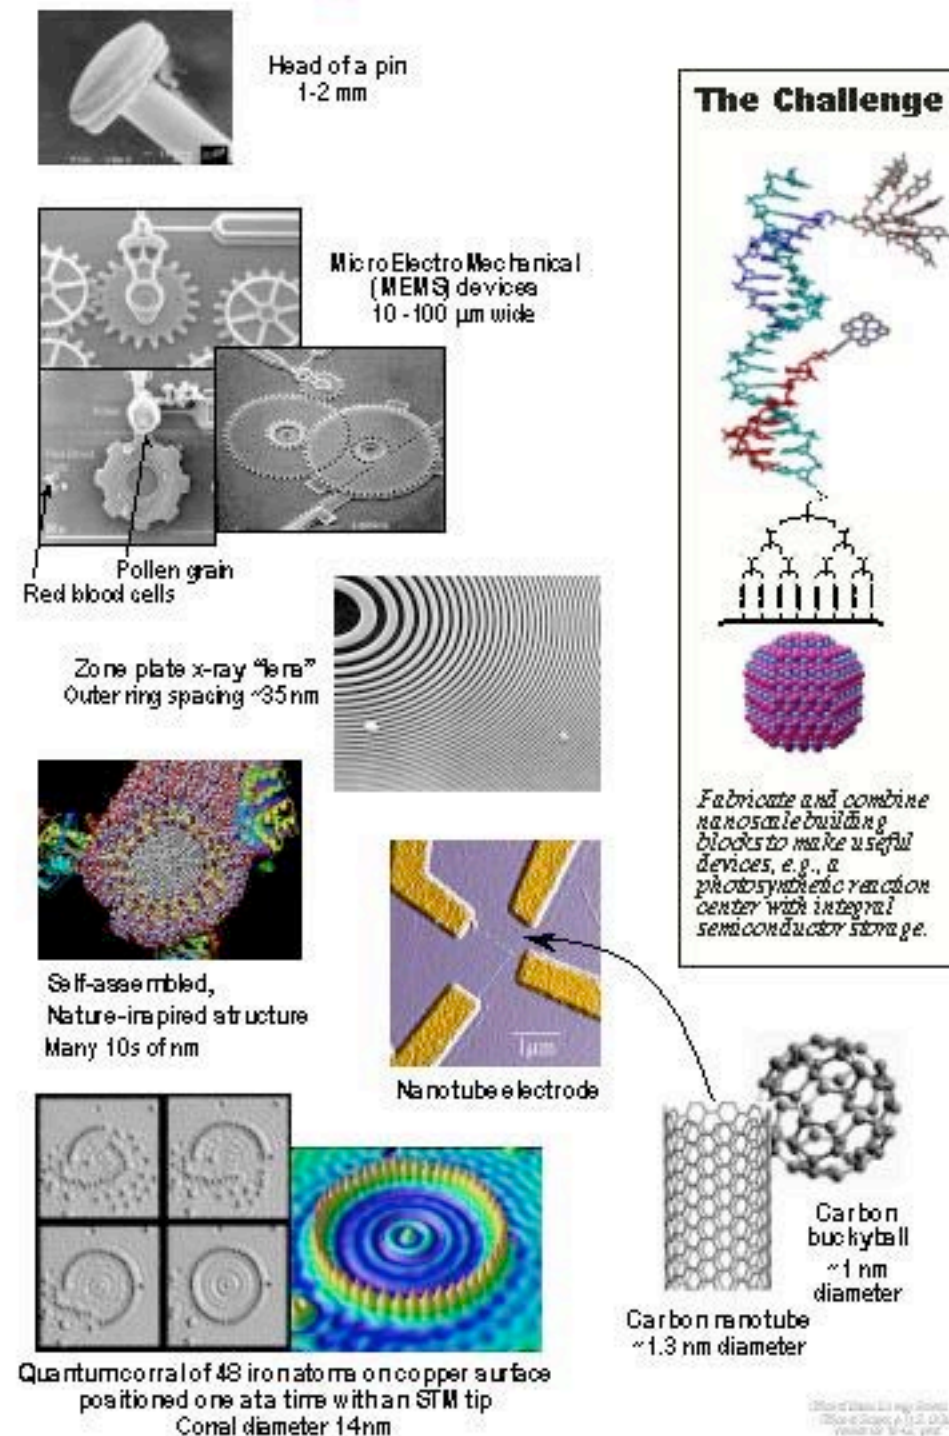 Head of a pin
1-2 mm
The Challenge
MicroElectroMechanical
(MEMS) devices
10 -100 µm wide
Pollen grain
Red blood cells
Zone plate x-ray “lens”
Outer ring spacing ~35 nm
Fabricate and combine
nanoscale building
blocks to make useful
devices, e.g., a
photosynthetic reaction
center with integral
semiconductor storage.
Self-assembled,
Nature-inspired structure
Many 10s of nm
1µm
Nanotube electrode
Carbon
buckyball
~1 nm
diameter
Carbon nanotube
~1.3 nm diameter
Quantum corral of 48 iron atoms on copper surface
positioned one at a time with an STM tip
Corral diameter 14 nm